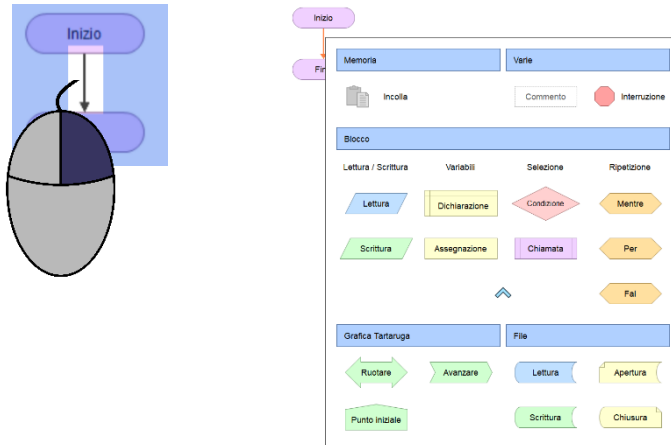 Inizio
Inizio
Fin
Memoria
Varie
Incolla
Commento
Interruzione
Blocco
Lettura / Scrittura
Variabili
Selezione
Ripetizione
Lettura
Dichiarazione
Condizione
Mentre
Scrittura
Assegnazione
Chiamata
Per
Fai
Grafica Tartaruga
File
Ruotare
Avanzare
Lettura
Apertura
Punto iniziale
Scrittura
Chiusura